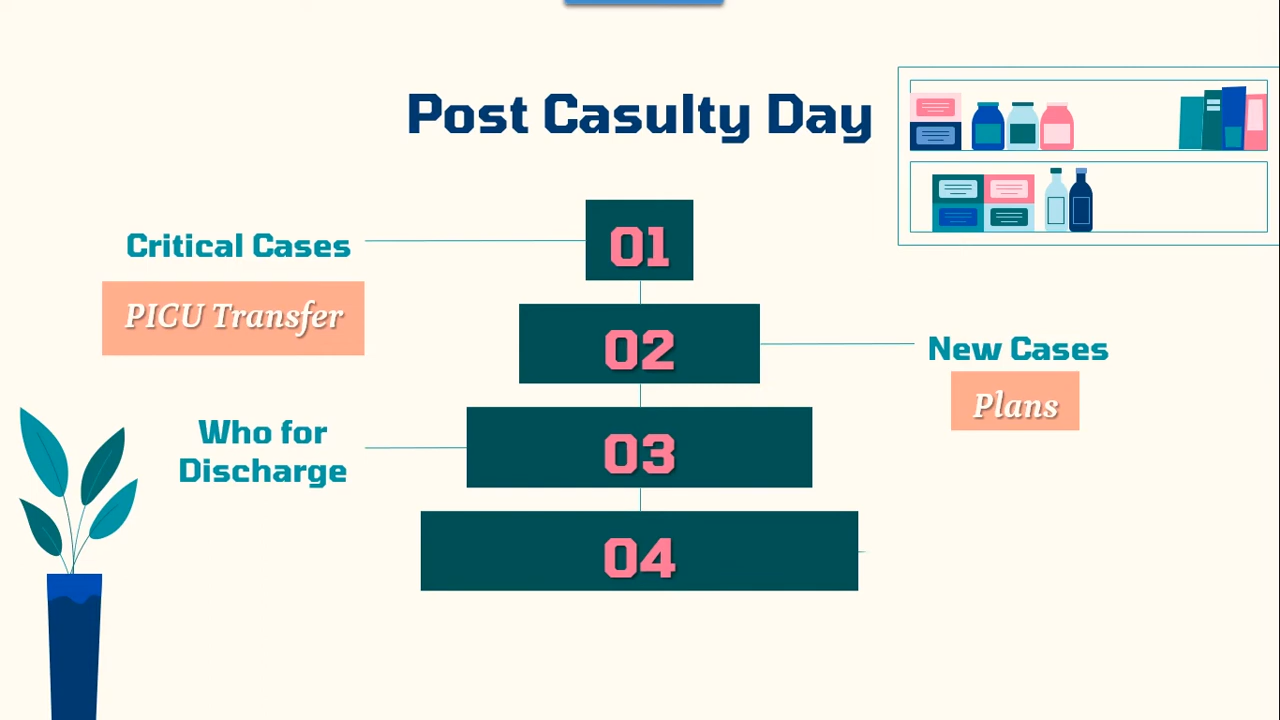 Post Casulty Day
01
Critical Cases
PICU Transfer
02
New Cases
Plans
03
Who for
Discharge
04